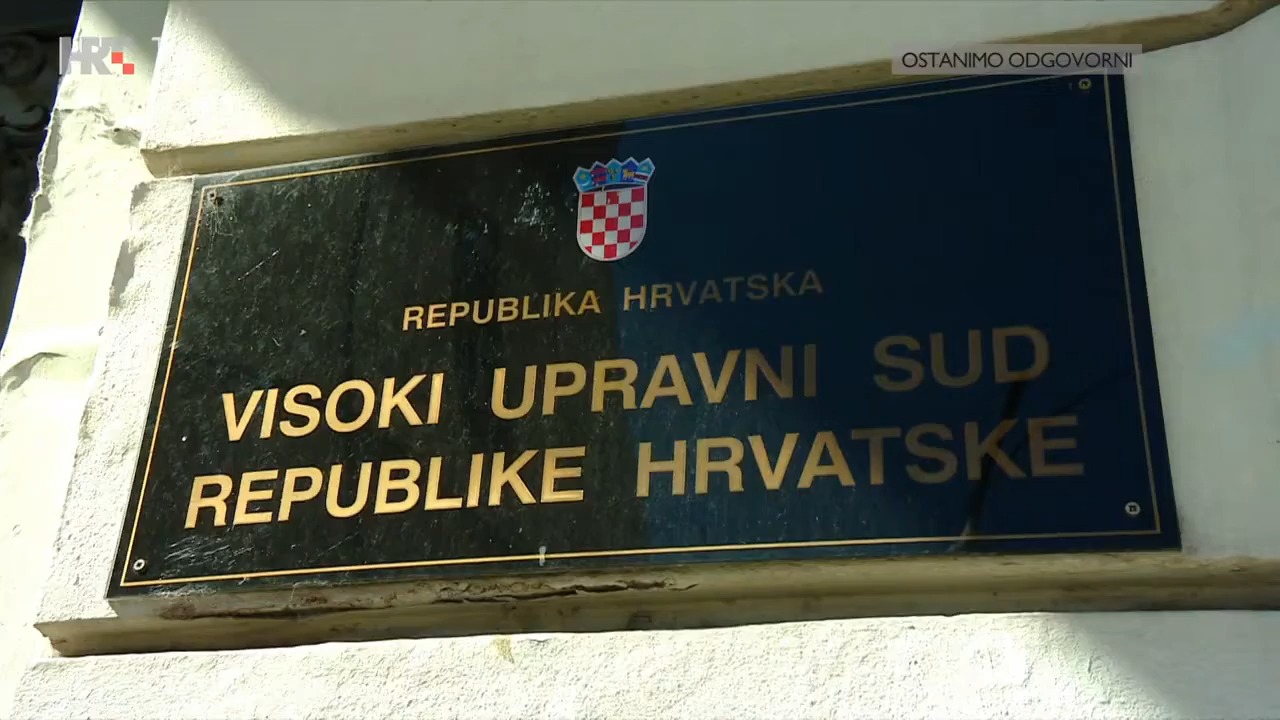 HRT
OSTANIMO ODGOVORNI
REPUBLIKA HRVATSKA
VISOKI UPRAVNI SUD
REPUBLIKE HRVATSKE